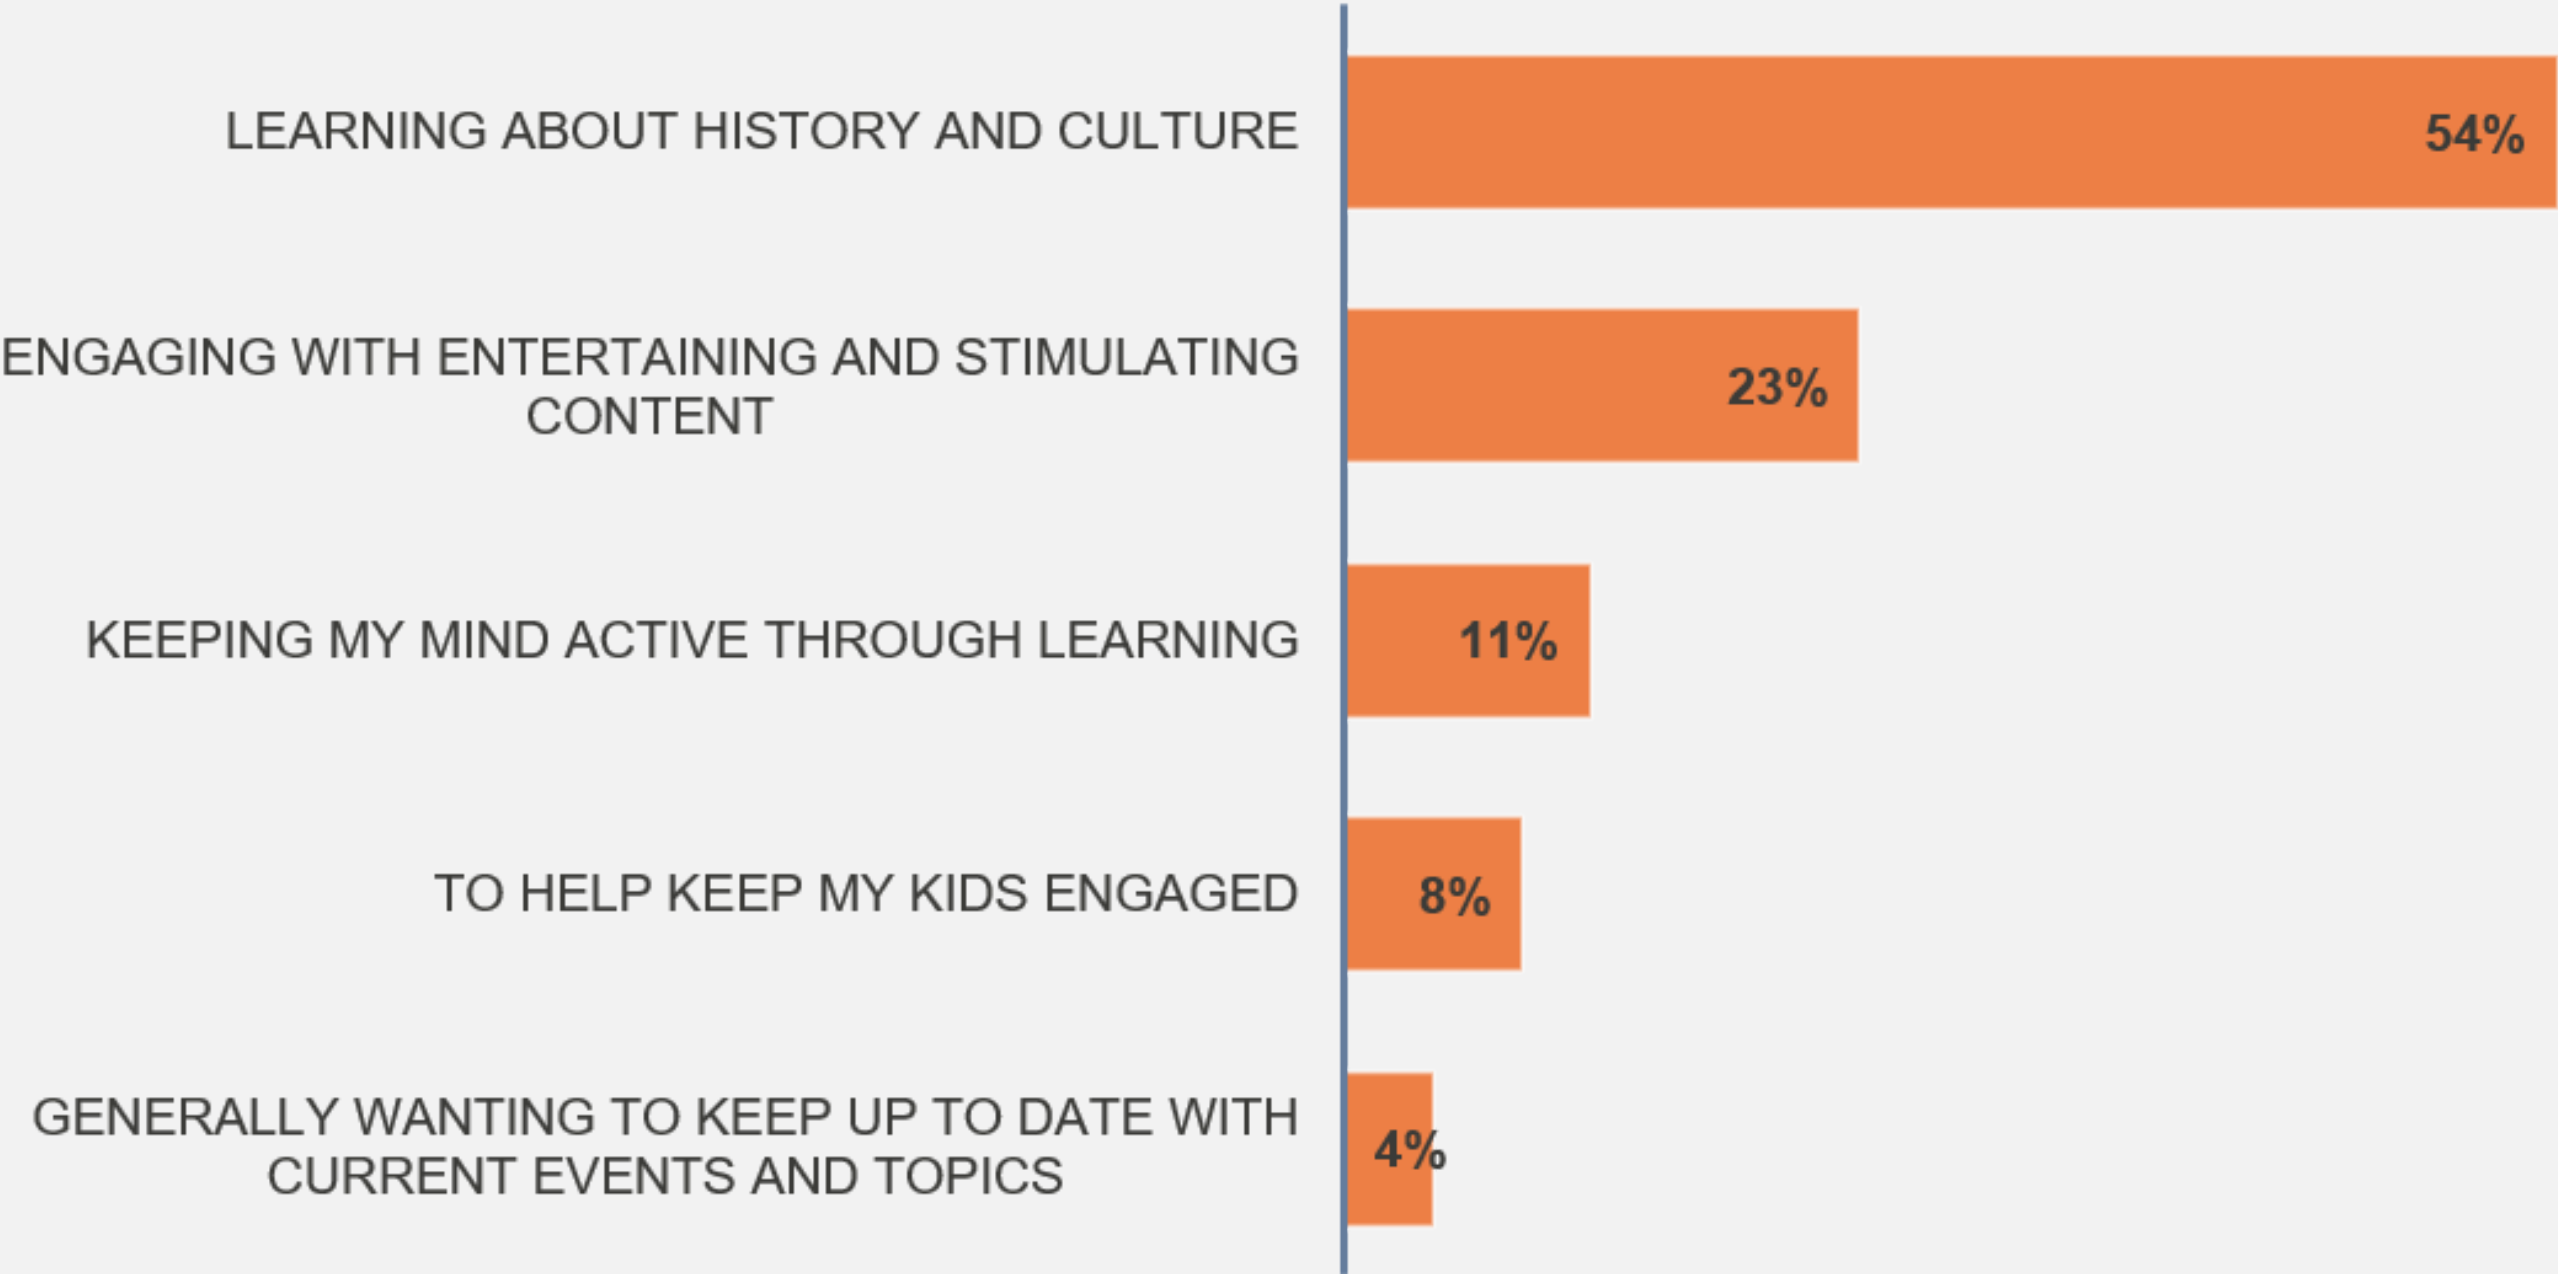 LEARNING ABOUT HISTORY AND CULTURE
54%
ENGAGING WITH ENTERTAINING AND STIMULATING
CONTENT
23%
KEEPING MY MIND ACTIVE THROUGH LEARNING
11%
TO HELP KEEP MY KIDS ENGAGED
8%
GENERALLY WANTING TO KEEP UP TO DATE WITH
CURRENT EVENTS AND TOPICS
4%